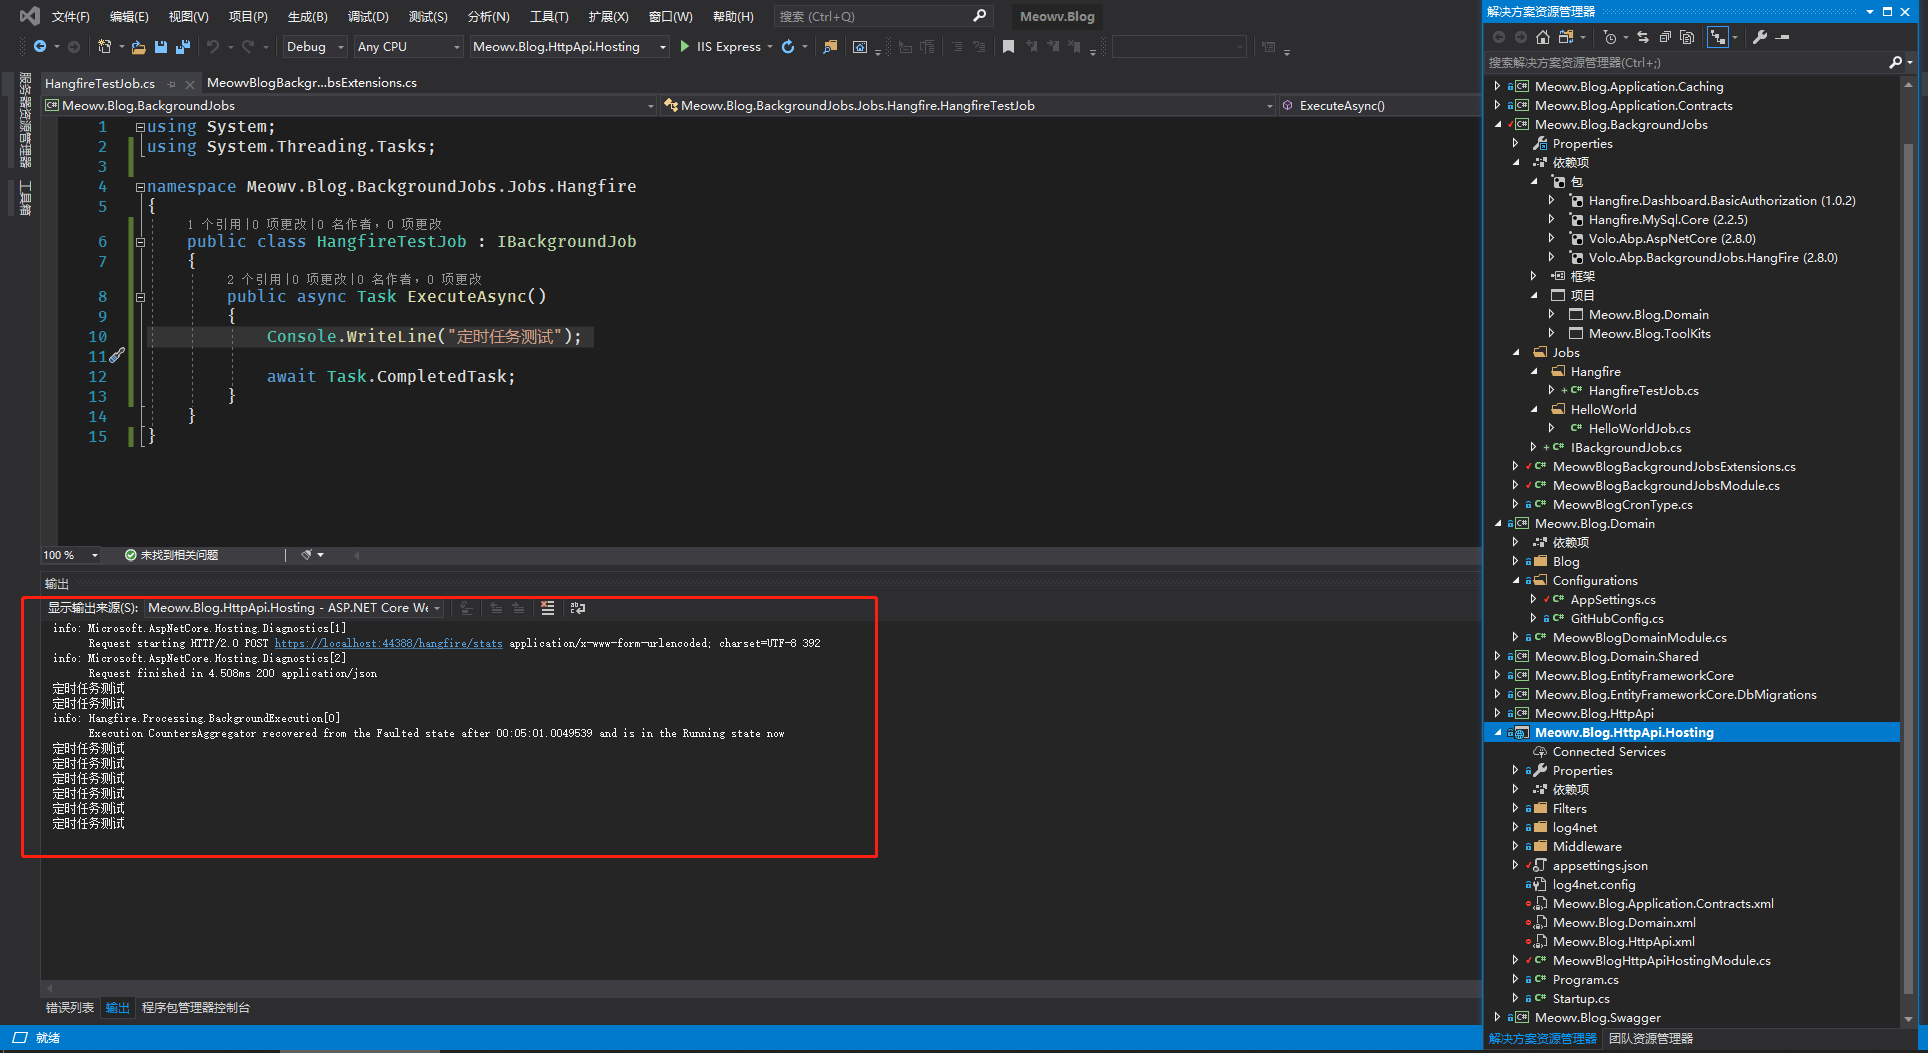 文件(F) 编辑(E) 视图(V) 项目(P) 生成(B) 调试(D) 测试(S) 分析(N) 工具(T) 扩展(X) 窗口(W) 帮助(H) 搜索 (Ctrl+Q) Meowv.Blog
Debug Any CPU Meowv.Blog.HttpApi.Hosting IIS Express
服务器资源管理器
工具箱
HangfireTestJob.cs MeowvBlogBackgr...bsExtensions.cs
Meowv.Blog.BackgroundJobs Meowv.Blog.BackgroundJobs.Jobs.Hangfire.HangfireTestJob ExecuteAsync()
1 using System;
2 using System.Threading.Tasks;
3
4 namespace Meowv.Blog.BackgroundJobs.Jobs.Hangfire
5 {
1 个引用|0 项更改|0 名作者，0 项更改
6 public class HangfireTestJob : IBackgroundJob
7 {
2 个引用|0 项更改|0 名作者，0 项更改
8 public async Task ExecuteAsync()
9 {
10 Console.WriteLine("定时任务测试");
11
12 await Task.CompletedTask;
13 }
14 }
15 }
100 % 未找到相关问题
输出
显示输出来源(S): Meowv.Blog.HttpApi.Hosting - ASP.NET Core We
info: Microsoft.AspNetCore.Hosting.Diagnostics[1]
Request starting HTTP/2.0 POST https://localhost:44388/hangfire/stats application/x-www-form-urlencoded; charset=UTF-8 392
info: Microsoft.AspNetCore.Hosting.Diagnostics[2]
Request finished in 4.508ms 200 application/json
定时任务测试
定时任务测试
info: Hangfire.Processing.BackgroundExecution[0]
Execution CountersAggregator recovered from the Faulted state after 00:05:01.0049539 and is in the Running state now
定时任务测试
定时任务测试
定时任务测试
定时任务测试
定时任务测试
定时任务测试
错误列表 输出 程序包管理器控制台
就绪
解决方案资源管理器
搜索解决方案资源管理器(Ctrl+;)
Meowv.Blog.Application.Caching
Meowv.Blog.Application.Contracts
Meowv.Blog.BackgroundJobs
Properties
依赖项
包
Hangfire.Dashboard.BasicAuthorization (1.0.2)
Hangfire.MySql.Core (2.2.5)
Volo.Abp.AspNetCore (2.8.0)
Volo.Abp.BackgroundJobs.HangFire (2.8.0)
框架
项目
Meowv.Blog.Domain
Meowv.Blog.ToolKits
Jobs
Hangfire
HangfireTestJob.cs
HelloWorld
HelloWorldJob.cs
IBackgroundJob.cs
MeowvBlogBackgroundJobsExtensions.cs
MeowvBlogBackgroundJobsModule.cs
MeowvBlogCronType.cs
Meowv.Blog.Domain
依赖项
Blog
Configurations
AppSettings.cs
GitHubConfig.cs
MeowvBlogDomainModule.cs
Meowv.Blog.Domain.Shared
Meowv.Blog.EntityFrameworkCore
Meowv.Blog.EntityFrameworkCore.DbMigrations
Meowv.Blog.HttpApi
Meowv.Blog.HttpApi.Hosting
Connected Services
Properties
依赖项
Filters
log4net
Middleware
appsettings.json
log4net.config
Meowv.Blog.Application.Contracts.xml
Meowv.Blog.Domain.xml
Meowv.Blog.HttpApi.xml
MeowvBlogHttpApiHostingModule.cs
Program.cs
Startup.cs
Meowv.Blog.Swagger
解决方案资源管理器 团队资源管理器